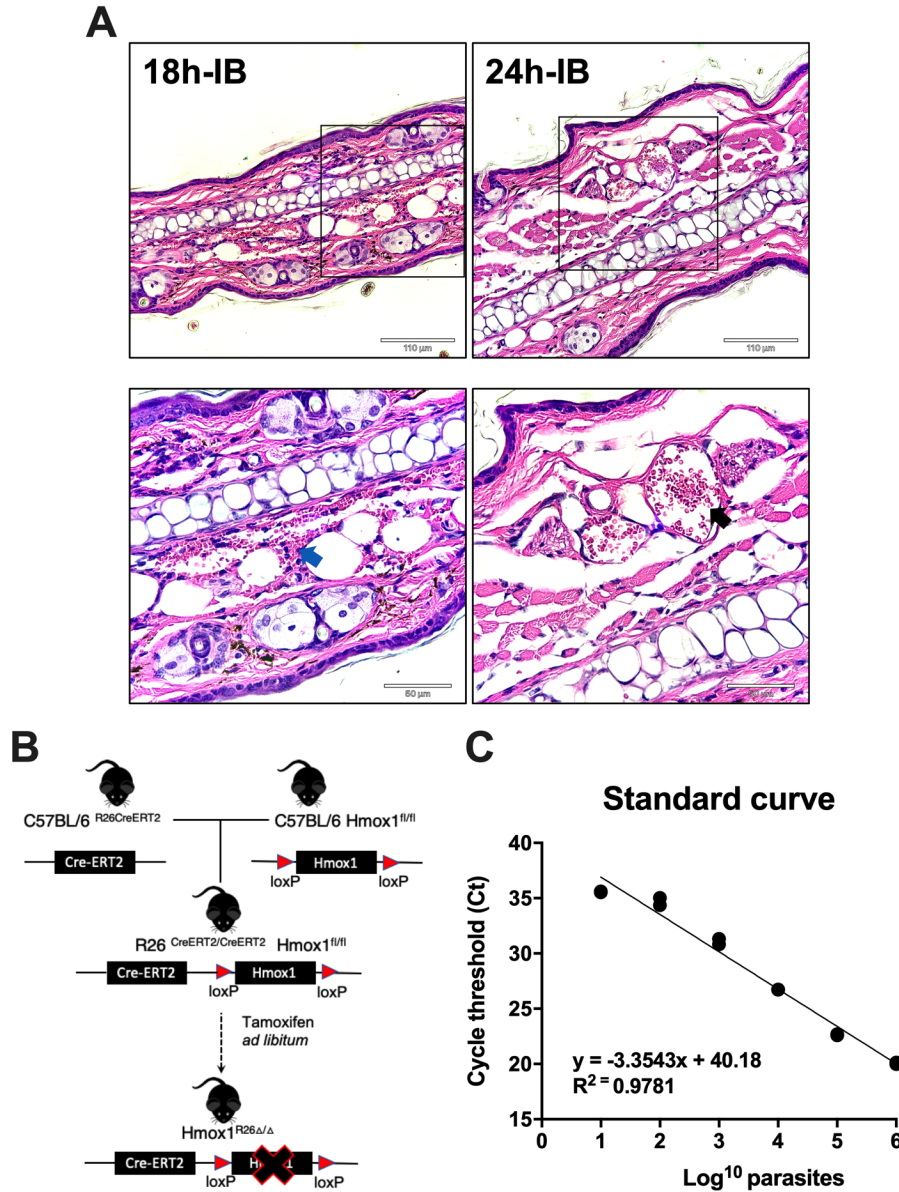 A
18h-IB
24h-IB
110 µm
110 µm
50 µm
B
C57BL/6 R26CreERT2
C57BL/6 Hmox1fl/fl
Cre-ERT2
Hmox1
loxP
loxP
R26 CreERT2/CreERT2 Hmox1fl/fl
Cre-ERT2
Hmox1
loxP
loxP
Tamoxifen
ad libitum
Hmox1R26Δ/Δ
Cre-ERT2
loxP
loxP
C
Standard curve
Cycle threshold (Ct)
40
35
30
25
20
15
y = -3.3543x + 40.18
R2 = 0.9781
0
1
2
3
4
5
6
Log10 parasites